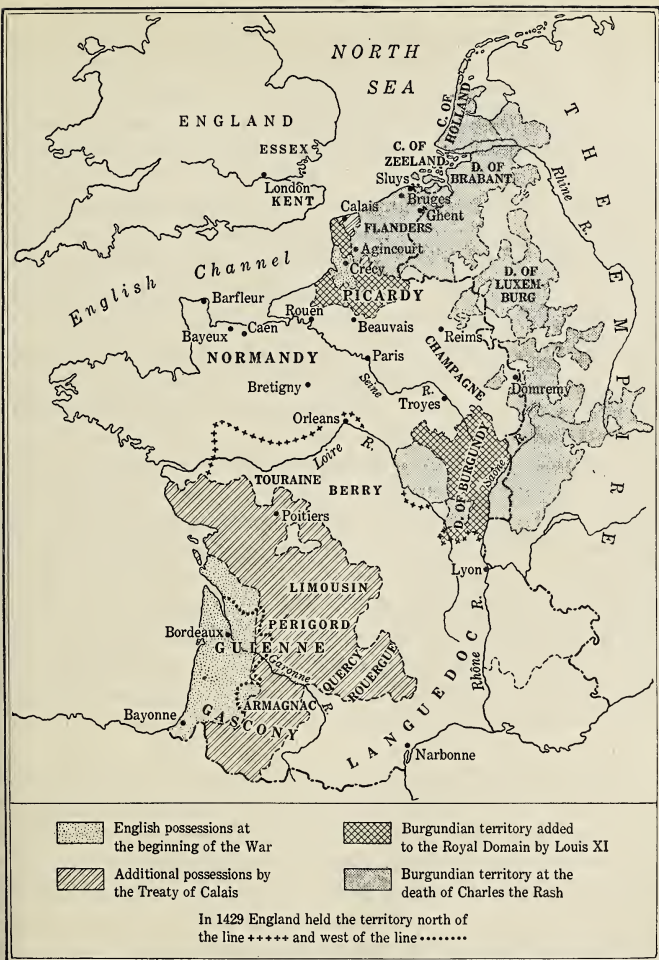 NORTH
SEA
ENGLAND
ESSEX
London
KENT
C. OF
HOLLAND
C. OF
ZEELAND
D. OF
BRABANT
Sluys
Bruges
Ghent
Calais
FLANDERS
Agincourt
Crécy
PICARDY
English Channel
Barfleur
Rouen
Bayeux
Caen
Beauvais
Reims
NORMANDY
Paris
CHAMPAGNE
Seine R.
Bretigny
Troyes
Domremy
D. OF
LUXEM-
BURG
Rhine R.
THE EMPIRE
Orleans
Loire R.
D. OF BURGUNDY
Saône R.
TOURAINE
BERRY
Poitiers
Lyon
LIMOUSIN
PÉRIGORD
Bordeaux
GUIENNE
Garonne R.
QUERCY
ROUERGUE
ARMAGNAC
GASCONY
Bayonne
LANGUEDOC
Rhône R.
Narbonne
English possessions at
the beginning of the War
Additional possessions by
the Treaty of Calais
Burgundian territory added
to the Royal Domain by Louis XI
Burgundian territory at the
death of Charles the Rash
In 1429 England held the territory north of
the line +++++ and west of the line ........